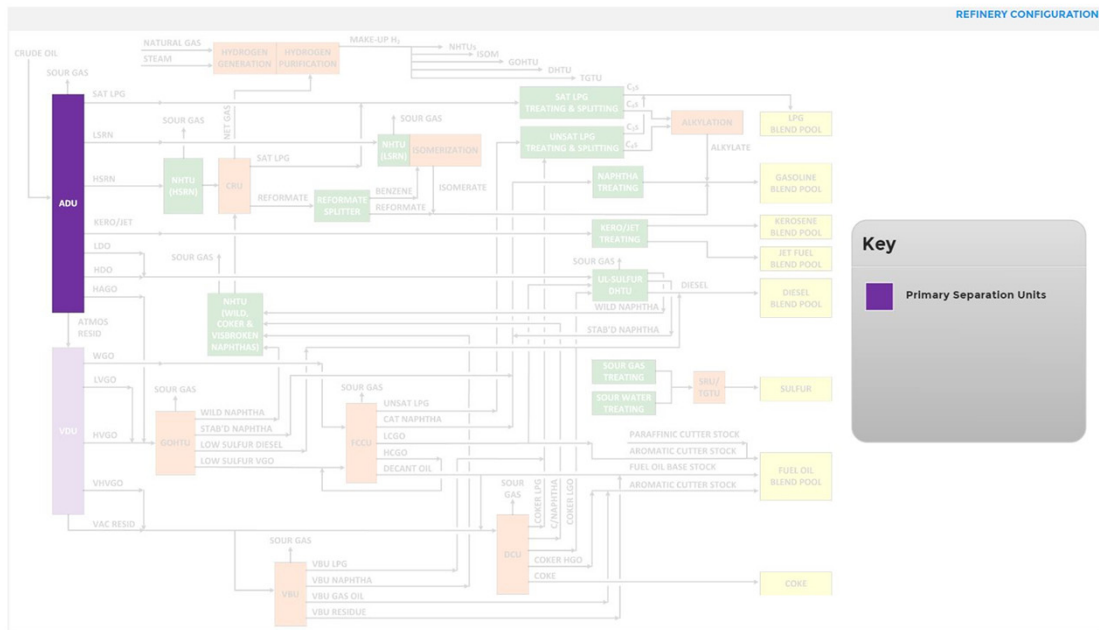 REFINERY CONFIGURATION
CRUDE OIL
NATURAL GAS
STEAM
HYDROGEN
GENERATION
HYDROGEN
PURIFICATION
MAKE-UP H₂
NHTUs
ISOM
GOHTU
DHTU
TGTU
SOUR GAS
SAT LPG
SOUR GAS
NET GAS
SOUR GAS
SAT LPG
TREATING & SPLITTING
C₃s
C₄s
UNSAT LPG
TREATING & SPLITTING
C₃s
C₄s
ALKYLATION
LPG
BLEND POOL
ALKYLATE
LSRN
NHTU
(LSRN)
ISOMERIZATION
SAT LPG
HSRN
NHTU
(HSRN)
CRU
REFORMATE
REFORMATE
SPLITTER
BENZENE
REFORMATE
ISOMERATE
NAPHTHA
TREATING
GASOLINE
BLEND POOL
ADU
KERO/JET
KERO/JET
TREATING
KEROSENE
BLEND POOL
JET FUEL
BLEND POOL
Key
Primary Separation Units
LDO
HDO
HAGO
SOUR GAS
SOUR GAS
UL-SULFUR
DHTU
DIESEL
DIESEL
BLEND POOL
NHTU
(WILD,
COKER &
VISBROKEN
NAPHTHAS)
WILD NAPHTHA
STAB'D NAPHTHA
ATMOS
RESID
VDU
WGO
LVGO
HVGO
VHVGO
VAC RESID
SOUR GAS
GOHTU
WILD NAPHTHA
STAB'D NAPHTHA
LOW SULFUR DIESEL
LOW SULFUR VGO
SOUR GAS
FCCU
UNSAT LPG
CAT NAPHTHA
LCGO
HCGO
DECANT OIL
SOUR GAS
TREATING
SOUR WATER
TREATING
SRU/
TGTU
SULFUR
PARAFFINIC CUTTER STOCK
AROMATIC CUTTER STOCK
FUEL OIL BASE STOCK
AROMATIC CUTTER STOCK
FUEL OIL
BLEND POOL
SOUR
GAS
DCU
COKER LPG
C/NAPHTHA
COKER LGO
COKER HGO
COKE
COKE
SOUR GAS
VBU
VBU LPG
VBU NAPHTHA
VBU GAS OIL
VBU RESIDUE